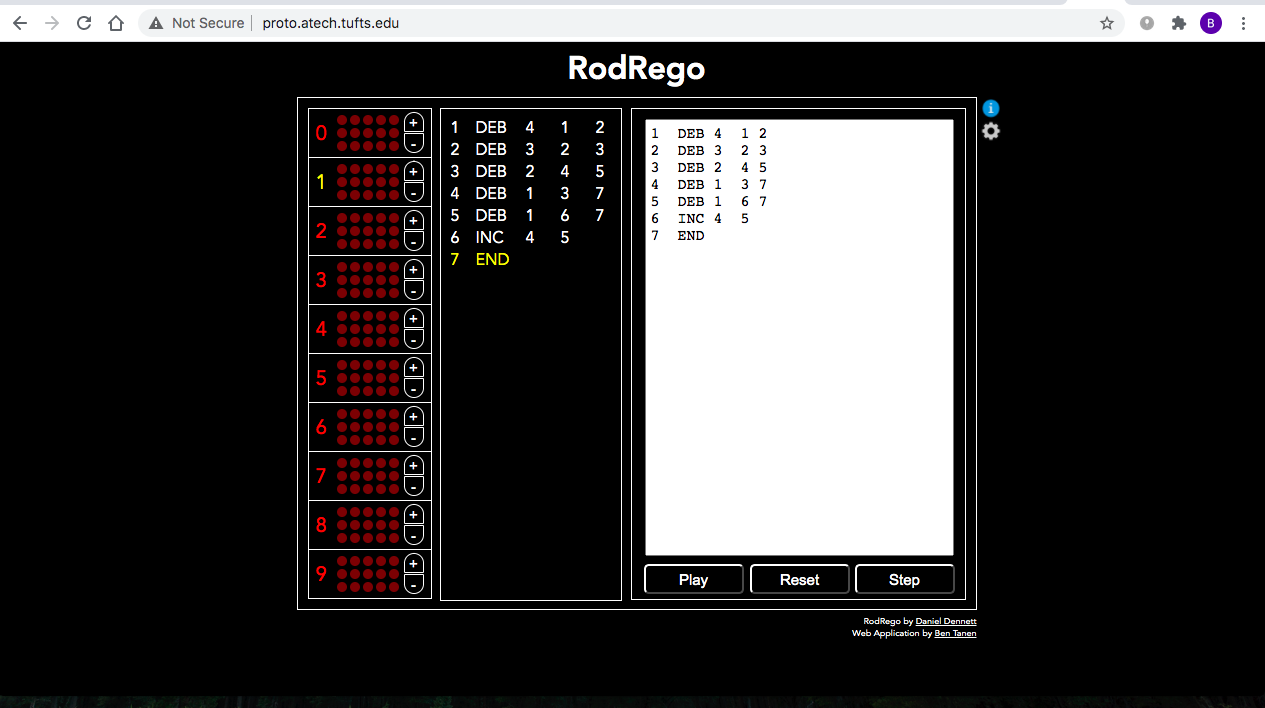 Not Secure proto.atech.tufts.edu B
RodRego
0 + -
1 + -
2 + -
3 + -
4 + -
5 + -
6 + -
7 + -
8 + -
9 + -
1 DEB 4 1 2
2 DEB 3 2 3
3 DEB 2 4 5
4 DEB 1 3 7
5 DEB 1 6 7
6 INC 4 5
7 END
1 DEB 4 1 2
2 DEB 3 2 3
3 DEB 2 4 5
4 DEB 1 3 7
5 DEB 1 6 7
6 INC 4 5
7 END
Play Reset Step
i
RodRego by Daniel Dennett
Web Application by Ben Tanen